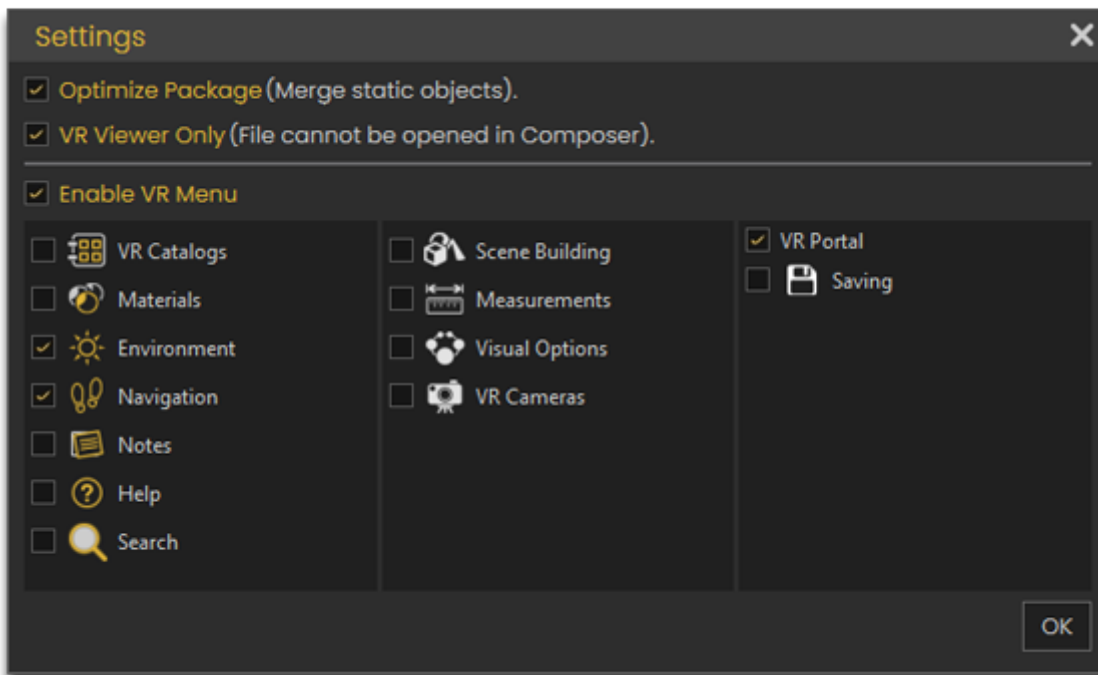 Settings
Optimize Package (Merge static objects).
VR Viewer Only (File cannot be opened in Composer).
Enable VR Menu
VR Catalogs
Materials
Environment
Navigation
Notes
Help
Search
Scene Building
Measurements
Visual Options
VR Cameras
VR Portal
Saving
OK